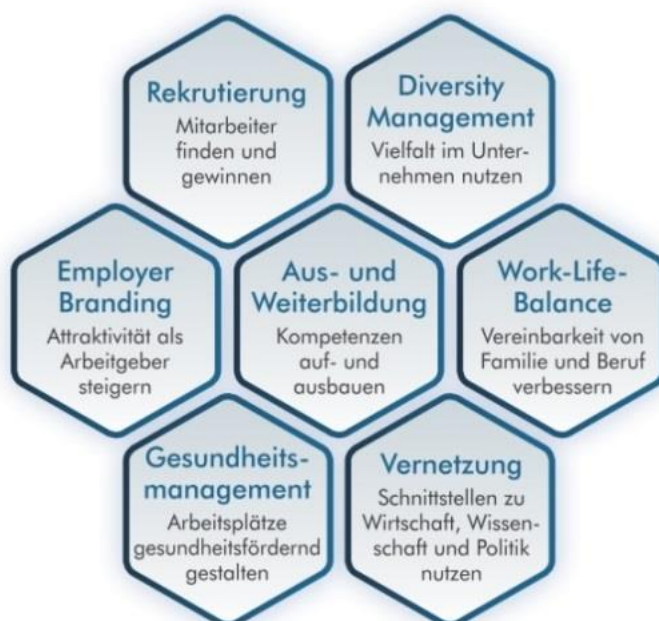 Rekrutierung
Mitarbeiter
finden und
gewinnen
Diversity
Management
Vielfalt im Unter-
nehmen nutzen
Employer
Branding
Attraktivität als
Arbeitgeber
steigern
Aus- und
Weiterbildung
Kompetenzen
auf- und
ausbauen
Work-Life-
Balance
Vereinbarkeit von
Familie und Beruf
verbessern
Gesundheits-
management
Arbeitsplätze
gesundheitsfördernd
gestalten
Vernetzung
Schnittstellen zu
Wirtschaft, Wissen-
schaft und Politik
nutzen